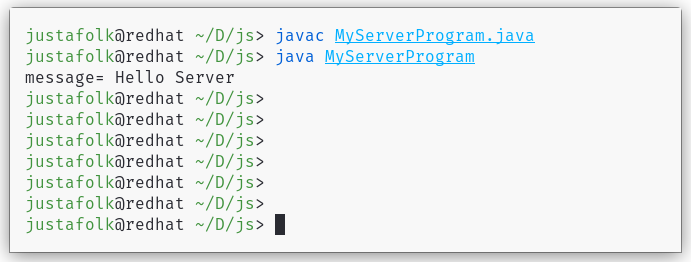 justafolk@redhat ~/D/js> javac MyServerProgram.java
justafolk@redhat ~/D/js> java MyServerProgram
message= Hello Server
justafolk@redhat ~/D/js>
justafolk@redhat ~/D/js>
justafolk@redhat ~/D/js>
justafolk@redhat ~/D/js>
justafolk@redhat ~/D/js>
justafolk@redhat ~/D/js>
justafolk@redhat ~/D/js>